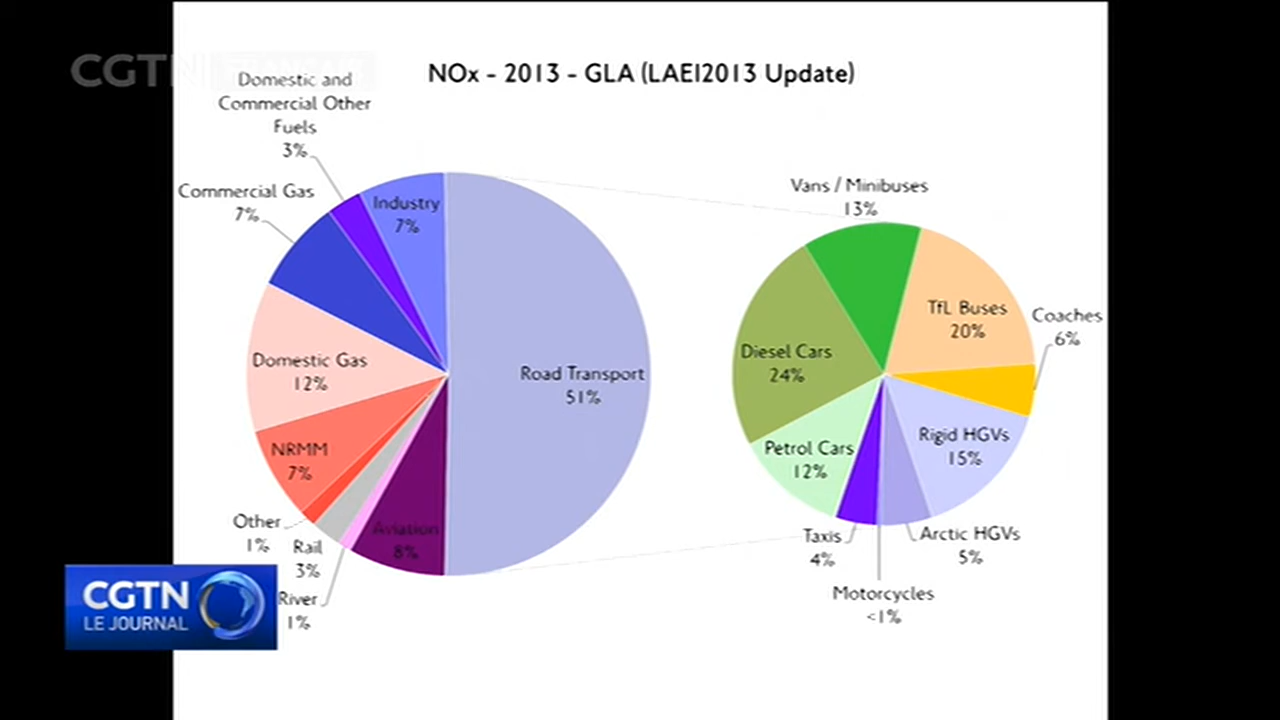 CGTN
NOx - 2013 - GLA (LAEI2013 Update)
Domestic and
Commercial Other
Fuels
3%
Commercial Gas
7%
Industry
7%
Road Transport
51%
Domestic Gas
12%
NRMM
7%
Other
1%
Rail
3%
River
1%
Aviation
8%
Vans / Minibuses
13%
TfL Buses
20%
Coaches
6%
Diesel Cars
24%
Petrol Cars
12%
Rigid HGVs
15%
Taxis
4%
Arctic HGVs
5%
Motorcycles
<1%
CGTN
LE JOURNAL